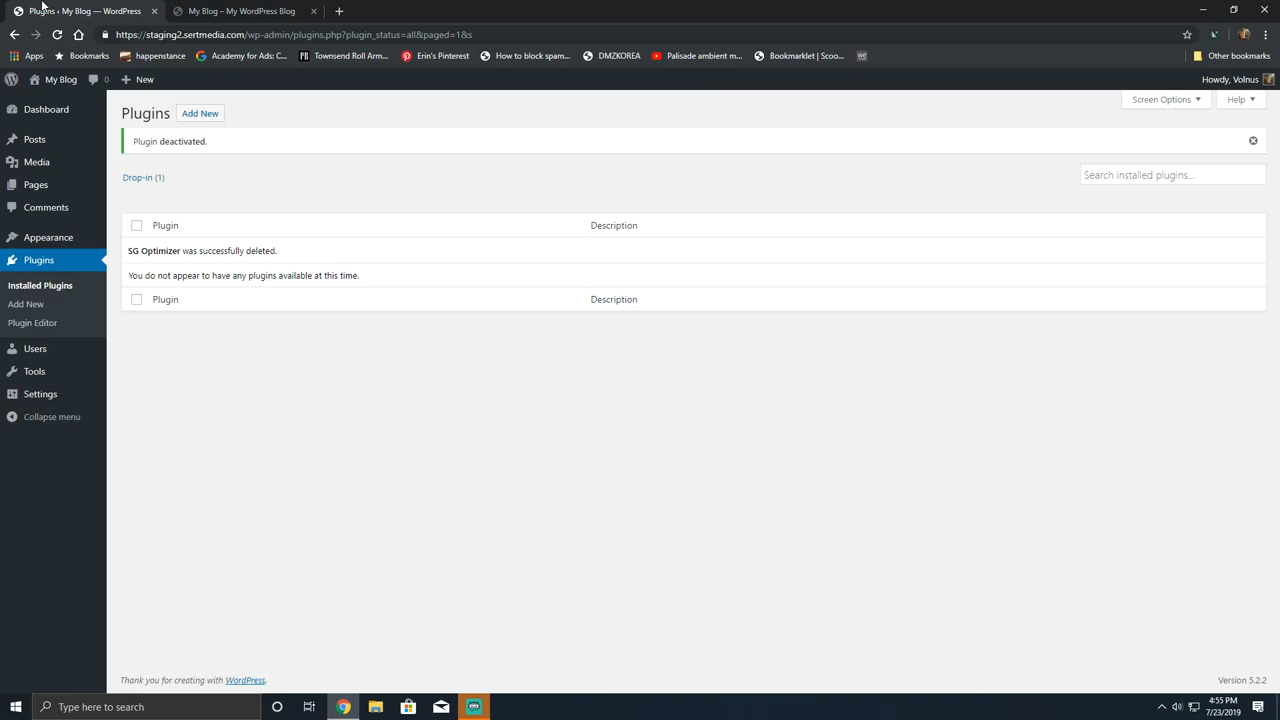 Plugins ‹ My Blog — WordPress
My Blog – My WordPress Blog
https://staging2.sertmedia.com/wp-admin/plugins.php?plugin_status=all&paged=1&s
Apps
Bookmarks
happenstance
Academy for Ads: C...
Townsend Roll Arm...
Erin's Pinterest
How to block spam...
DMZKOREA
Palisade ambient m...
Bookmarklet | Scoo...
Other bookmarks
My Blog
0
New
Howdy, Volnus
Dashboard
Posts
Media
Pages
Comments
Appearance
Plugins
Installed Plugins
Add New
Plugin Editor
Users
Tools
Settings
Collapse menu
Screen Options
Help
Plugins
Add New
Plugin deactivated.
Drop-in (1)
Search installed plugins...
Plugin Description
SG Optimizer was successfully deleted.
You do not appear to have any plugins available at this time.
Plugin Description
Thank you for creating with WordPress.
Version 5.2.2
Type here to search
4:55 PM
7/23/2019